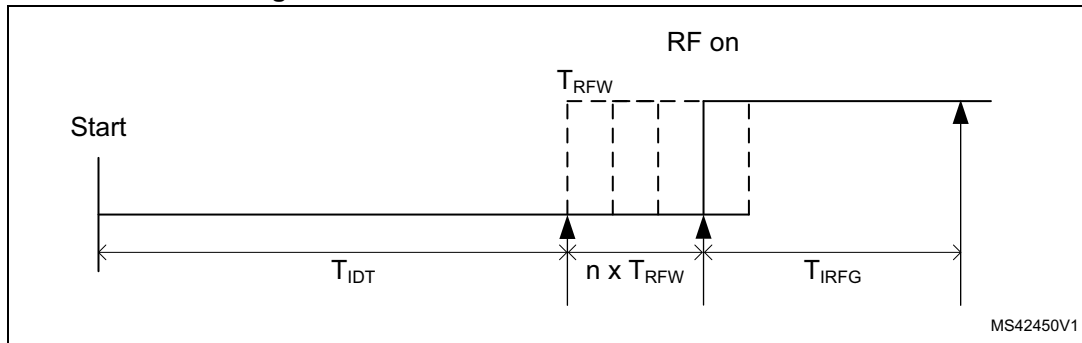 RF on
T_RFW
Start
T_IDT
n x T_RFW
T_IRFG
MS42450V1